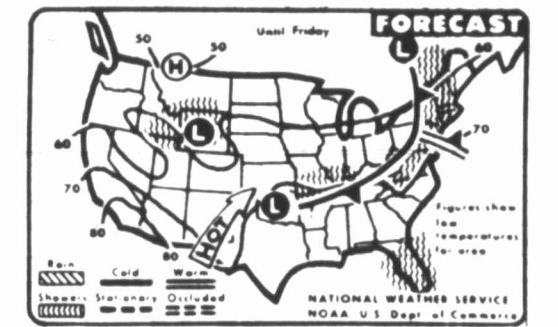 FORECAST
Until Friday
50
50
H
L
60
60
L
70
70
L
80
80
HOT
Figures show
low
temperatures
for area
Rain
Cold
Warm
Showers
Stationary
Occluded
NATIONAL WEATHER SERVICE
NOAA U S Dept of Commerce